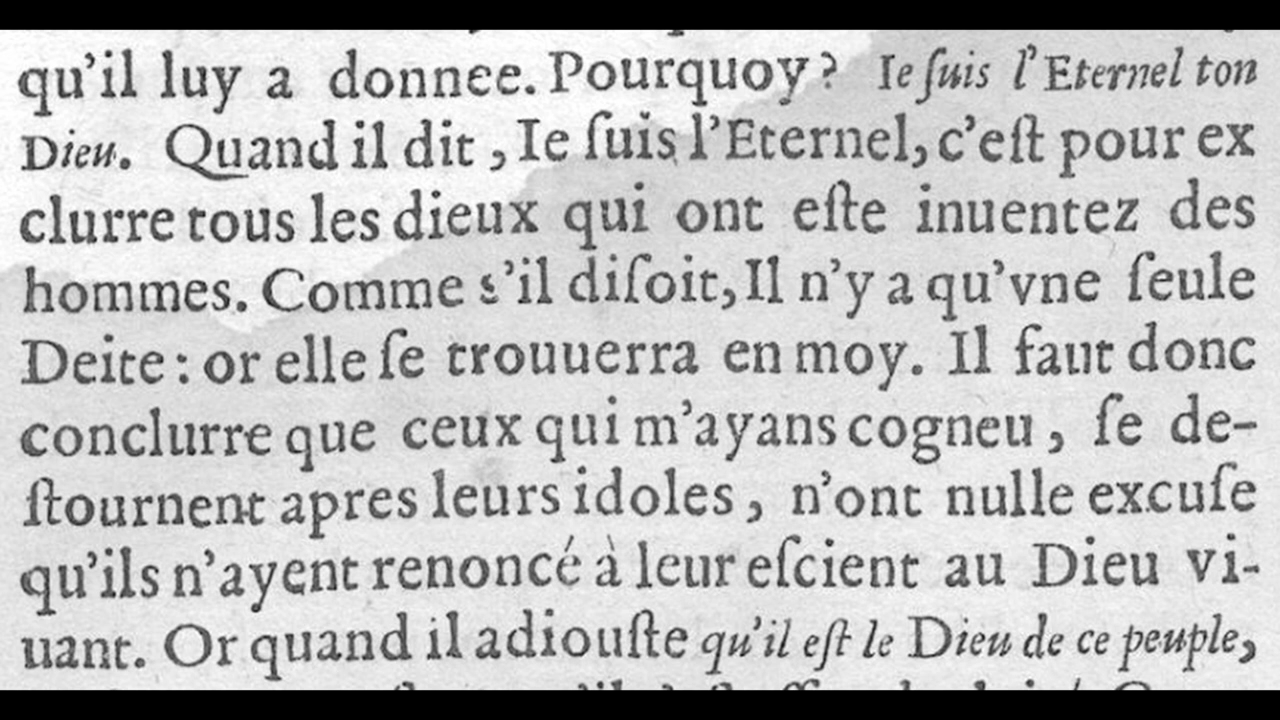 qu'il luy a donnee. Pourquoy? Ie ſuis l'Eternel ton
Dieu. Quand il dit, Ie ſuis l'Eternel, c'eſt pour ex
clurre tous les dieux qui ont eſte inuentez des
hommes. Comme s'il diſoit, Il n'y a qu'vne ſeule
Deite: or elle ſe trouuerra en moy. Il faut donc
conclurre que ceux qui m'ayans cogneu, ſe de-
ſtournent apres leurs idoles, n'ont nulle excuſe
qu'ils n'ayent renoncé à leur eſcient au Dieu vi-
uant. Or quand il adiouſte qu'il eſt le Dieu de ce peuple,